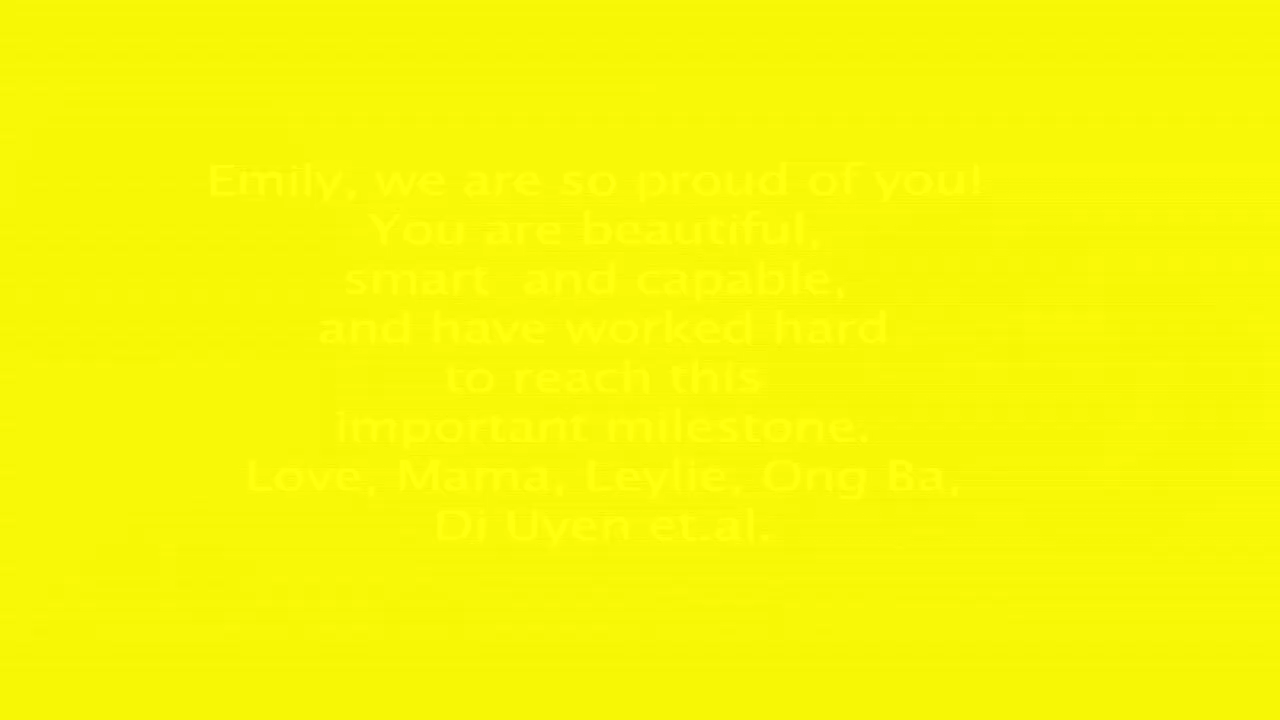 Emily, we are so proud of you!
You are beautiful,
smart  and capable,
and have worked hard
to reach this
important milestone.
Love, Mama, Leylie, Ong Ba,
Di Uyen et.al.